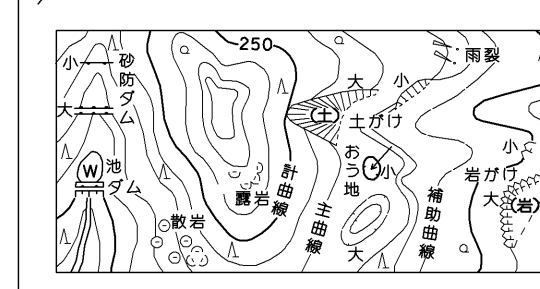 小
砂防ダム
大
W
池
ダム
散岩
露岩
250
計曲線
主曲線
大
小
土
土がけ
おう地
小
大
補助曲線
雨裂
小
岩がけ
大
岩